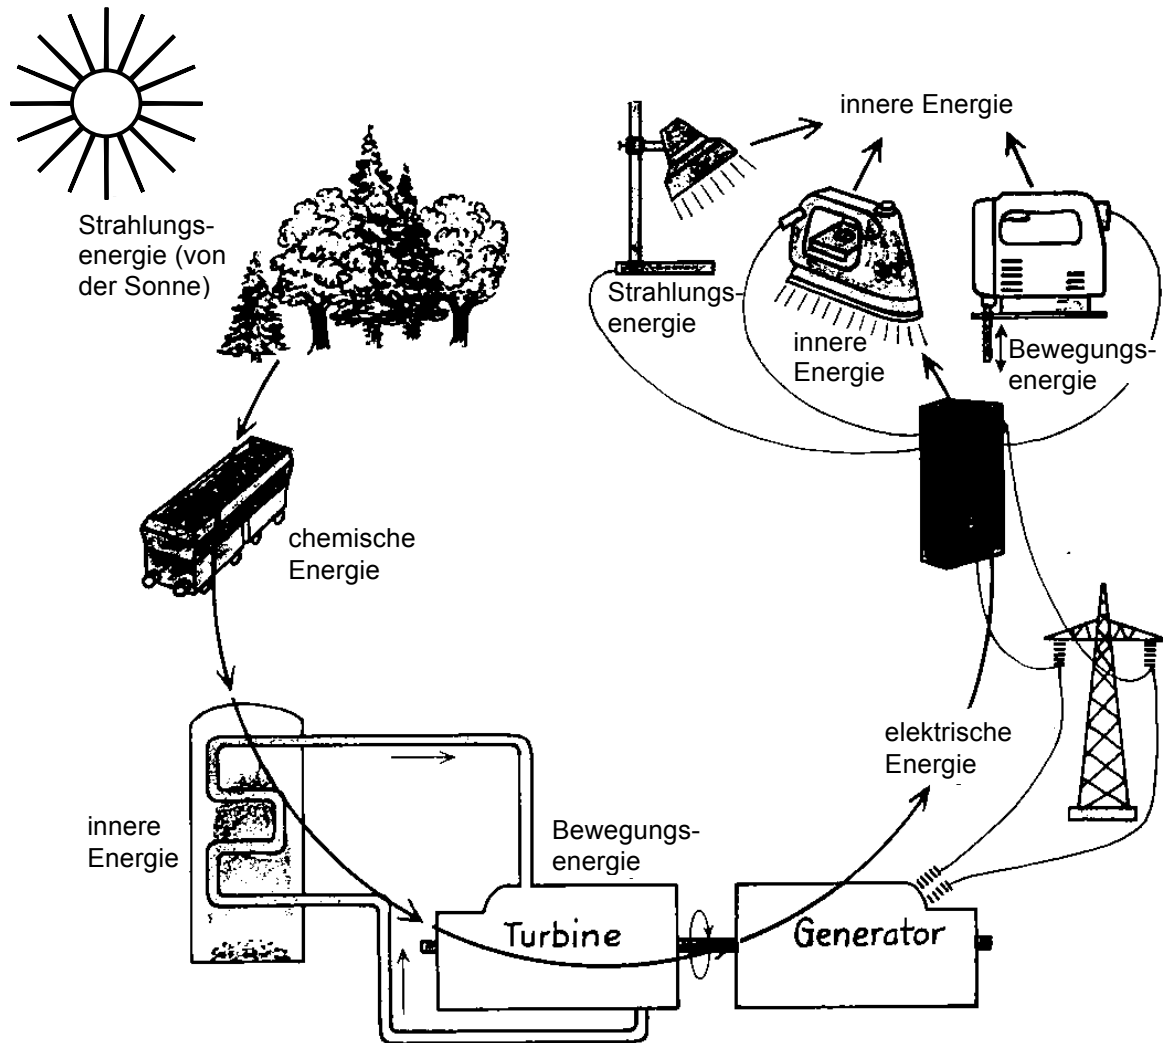 Strahlungs-
energie (von
der Sonne)
innere Energie
Strahlungs-
energie
innere
Energie
Bewegungs-
energie
chemische
Energie
elektrische
Energie
innere
Energie
Bewegungs-
energie
Turbine
Generator